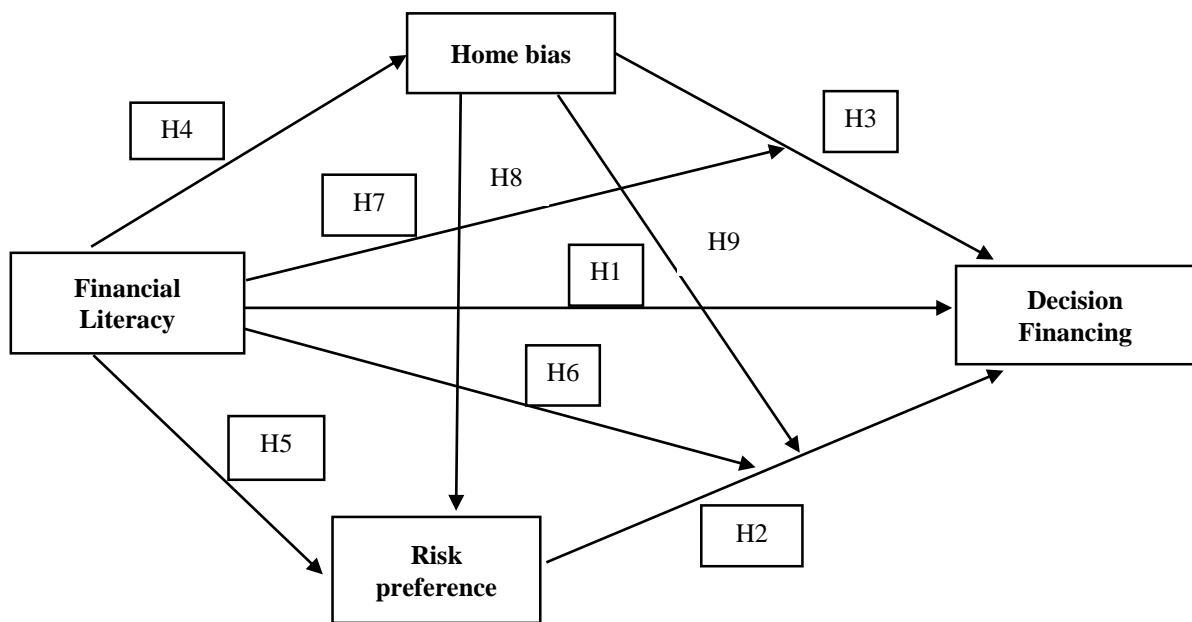 Home bias
H4
H3
H7
H8
H9
H1
Financial
Literacy
Decision
Financing
H6
H5
H2
Risk
preference